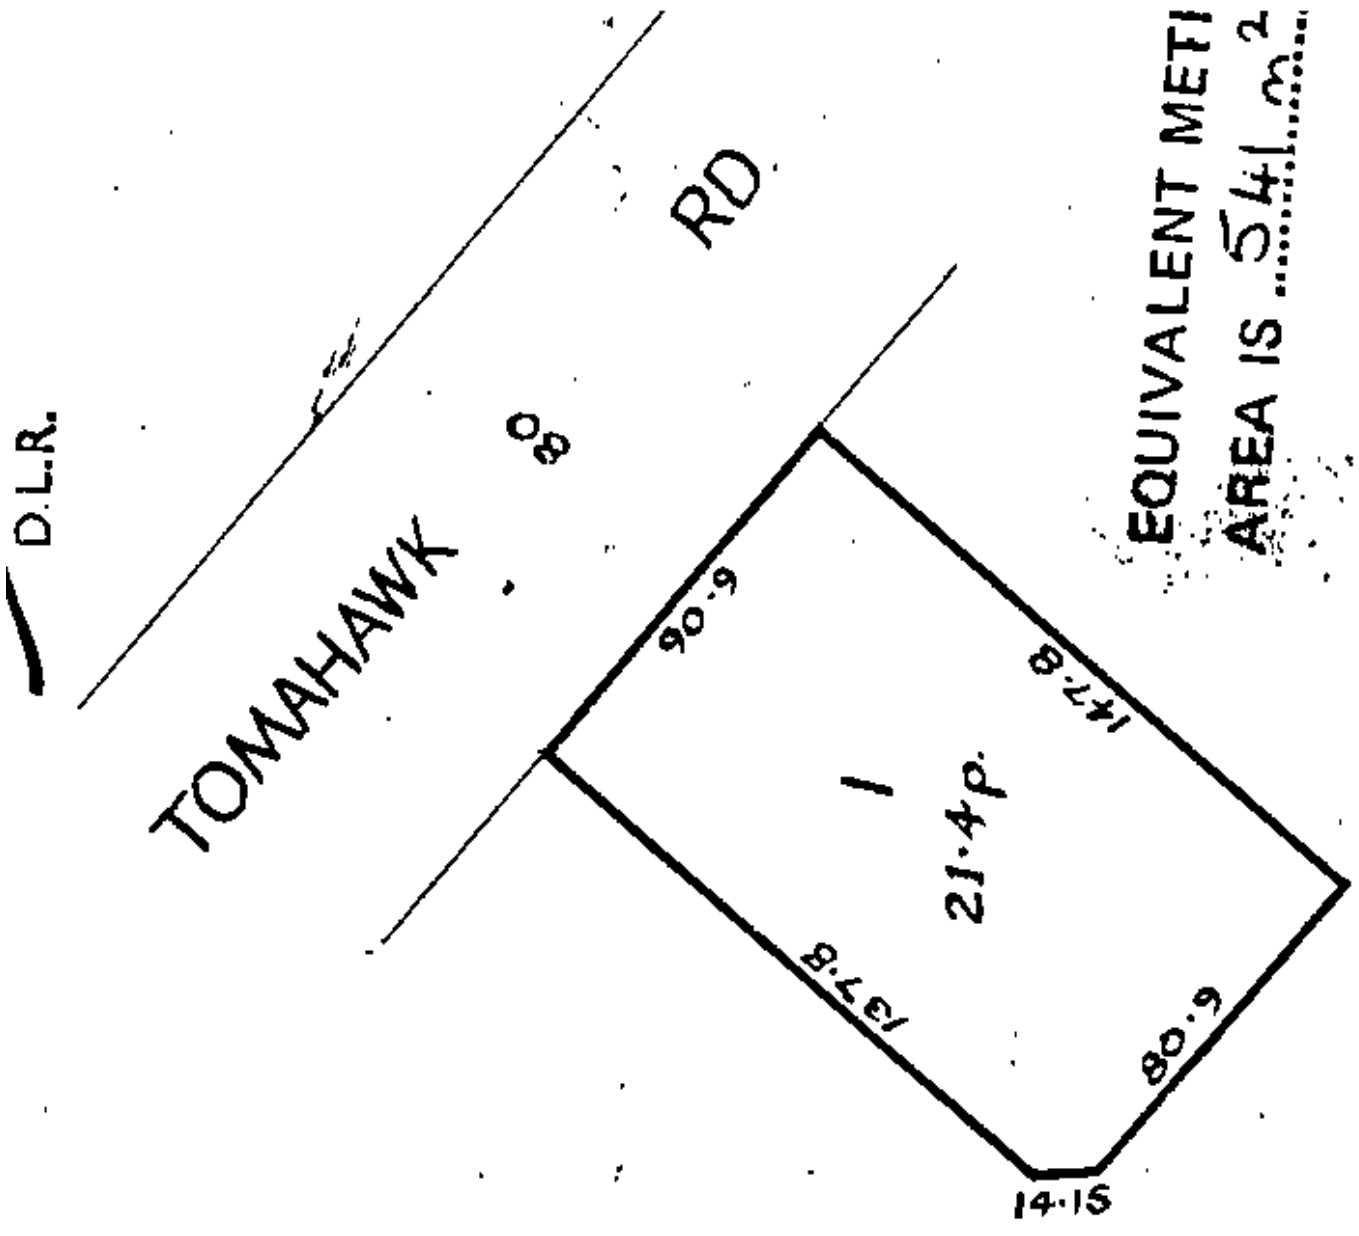 D.L.R.
TOMAHAWK RD
80
90·9
147·8
1
21·4p.
137·8
80·9
14·15
EQUIVALENT METI
AREA IS 541 m²